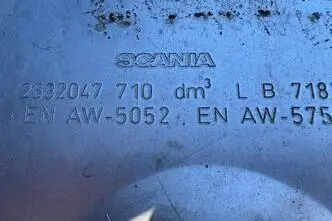 SCANIA
2532047 710 dm³ L B 718
EN AW-5052 EN AW-575